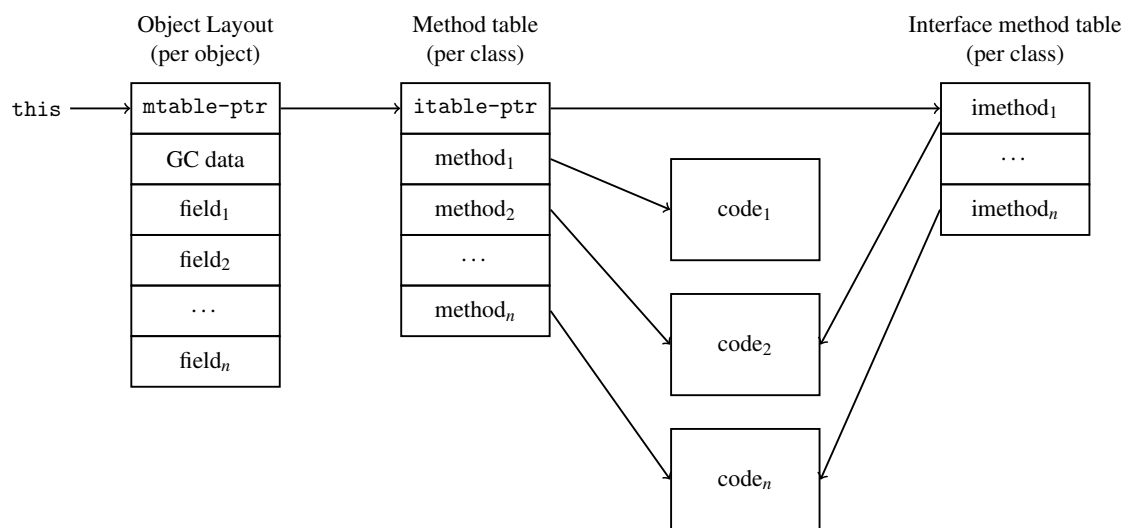 Object Layout
(per object)
Method table
(per class)
Interface method table
(per class)
this
mtable-ptr
GC data
field₁
field₂
···
fieldₙ
itable-ptr
method₁
method₂
···
methodₙ
code₁
code₂
codeₙ
imethod₁
···
imethodₙ